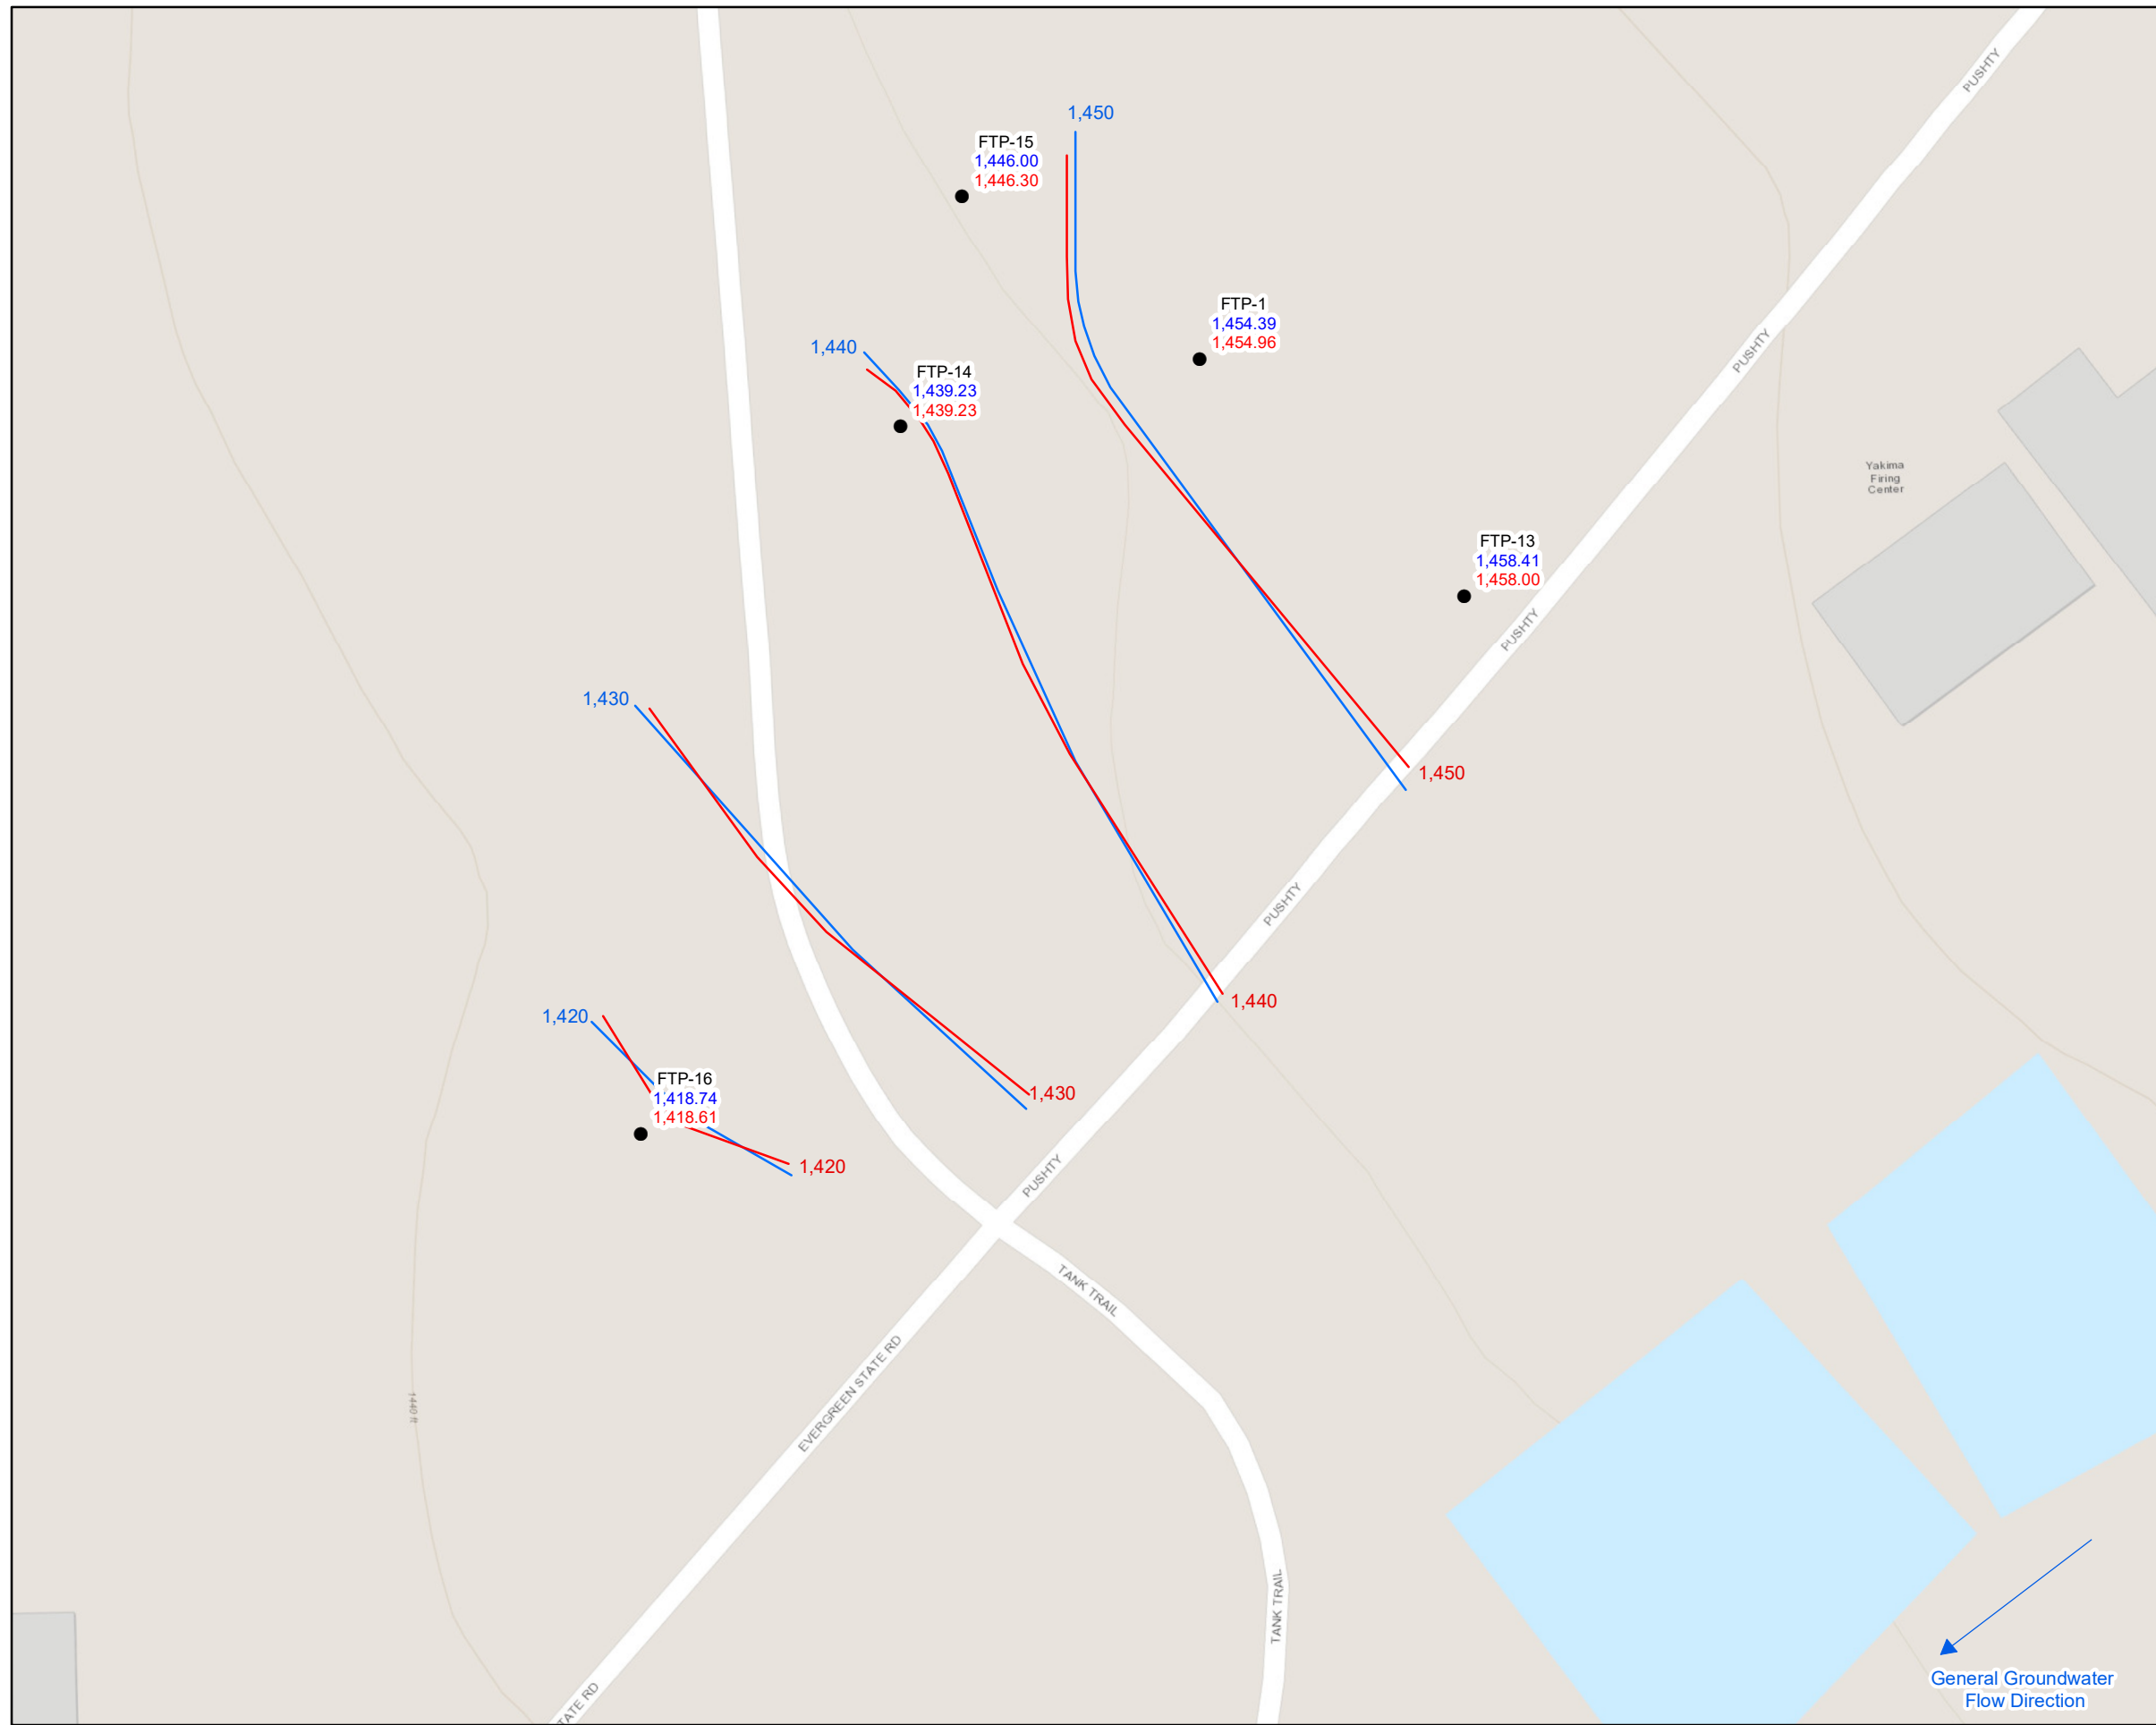 PUSHTY
1,450
FTP-15
1,446.00
1,446.30
FTP-1
1,454.39
1,454.96
PUSHTY
1,440
FTP-14
1,439.23
1,439.23
Yakima
Firing
Center
FTP-13
1,458.41
1,458.00
PUSHTY
1,430
1,450
PUSHTY
1,440
1,420
FTP-16
1,418.74
1,418.61
1,430
1,420
PUSHTY
TANK TRAIL
EVERGREEN STATE RD
1440 ft
TANK TRAIL
TATE RD
General Groundwater
Flow Direction